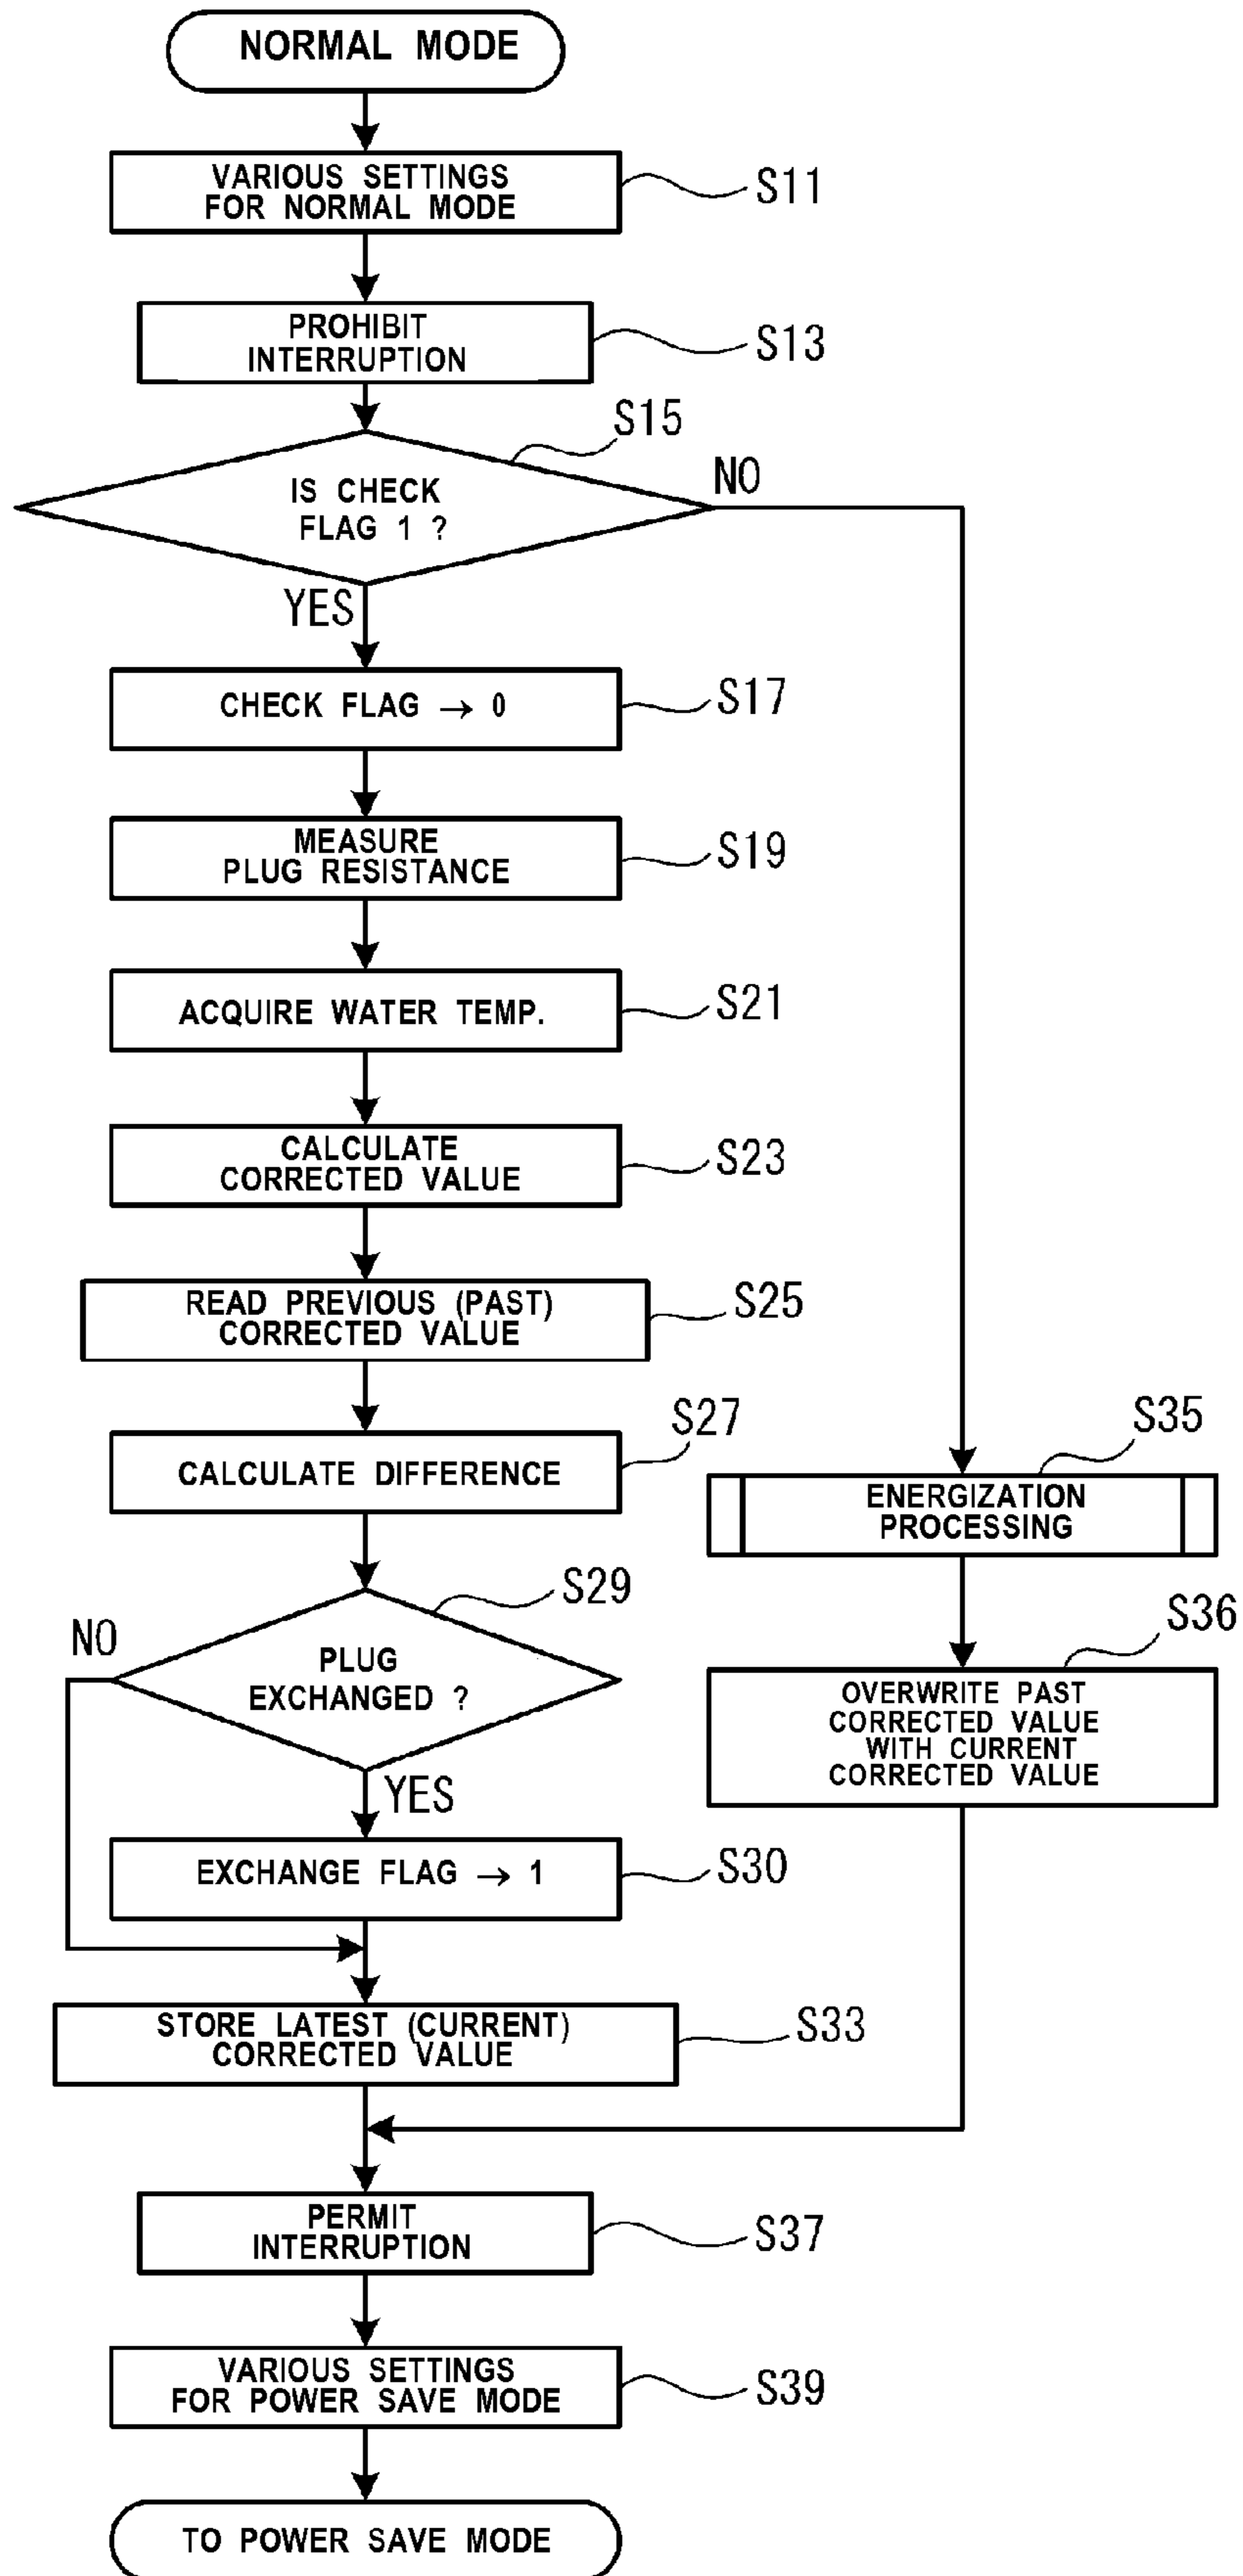 NORMAL MODE
VARIOUS SETTINGS
FOR NORMAL MODE
S11
PROHIBIT
INTERRUPTION
S13
S15
IS CHECK
FLAG 1 ?
NO
YES
CHECK FLAG → 0
S17
MEASURE
PLUG RESISTANCE
S19
ACQUIRE WATER TEMP.
S21
CALCULATE
CORRECTED VALUE
S23
READ PREVIOUS (PAST)
CORRECTED VALUE
S25
CALCULATE DIFFERENCE
S27
S35
ENERGIZATION
PROCESSING
S29
PLUG
EXCHANGED ?
NO
YES
S36
OVERWRITE PAST
CORRECTED VALUE
WITH CURRENT
CORRECTED VALUE
EXCHANGE FLAG → 1
S30
STORE LATEST (CURRENT)
CORRECTED VALUE
S33
PERMIT
INTERRUPTION
S37
VARIOUS SETTINGS
FOR POWER SAVE MODE
S39
TO POWER SAVE MODE